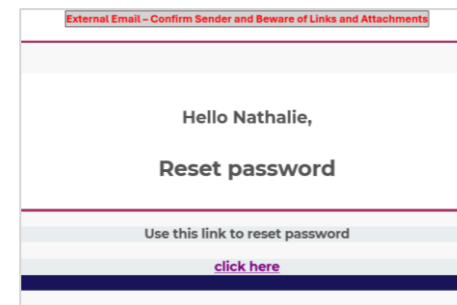 External Email – Confirm Sender and Beware of Links and Attachments
Hello Nathalie,
Reset password
Use this link to reset password
click here